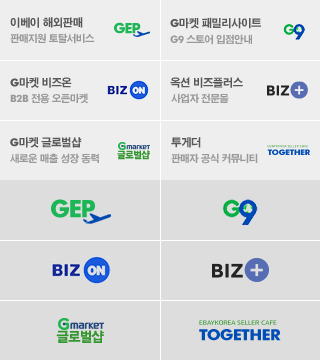 이베이 해외판매
판매지원 토탈서비스
GEP
G마켓 패밀리사이트
G9 스토어 입점안내
G9
G마켓 비즈온
B2B 전용 오픈마켓
BIZ ON
옥션 비즈플러스
사업자 전문몰
BIZ+
G마켓 글로벌샵
새로운 매출 성장 동력
Gmarket
글로벌샵
투게더
판매자 공식 커뮤니티
EBAYKOREA SELLER CAFE
TOGETHER
GEP
G9
BIZ ON
BIZ+
Gmarket
글로벌샵
EBAYKOREA SELLER CAFE
TOGETHER